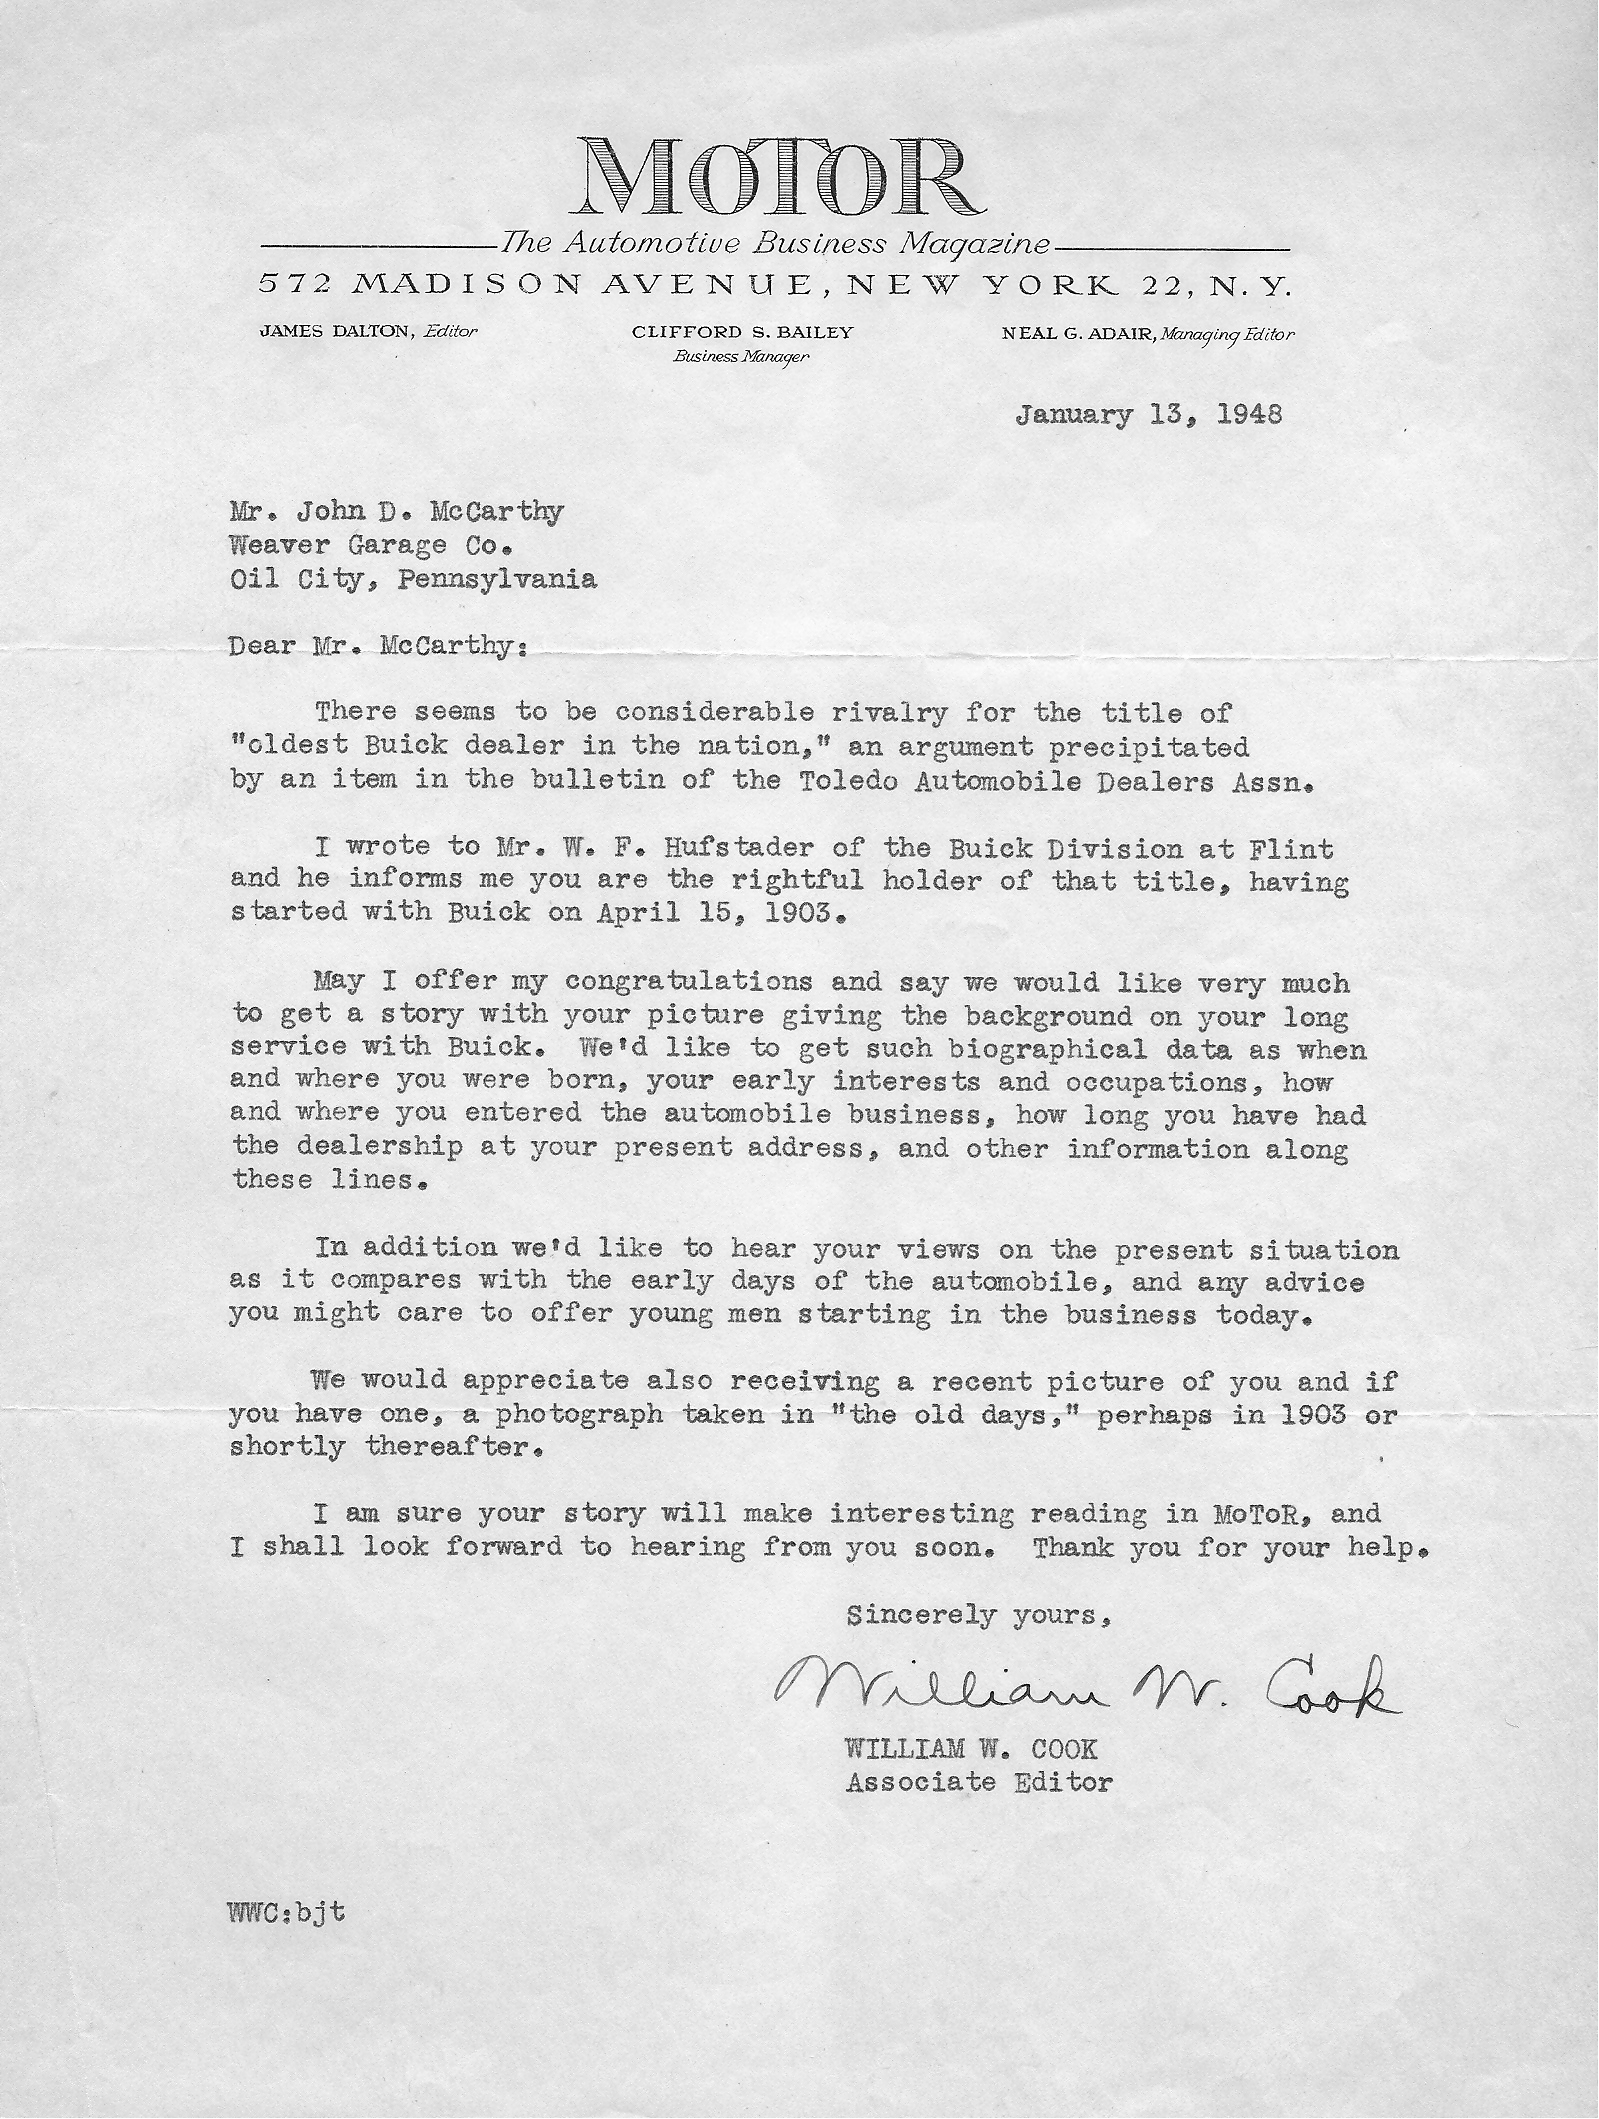 MoToR
The Automotive Business Magazine
572 MADISON AVENUE, NEW YORK 22, N. Y.
JAMES DALTON, Editor
CLIFFORD S. BAILEY
Business Manager
NEAL G. ADAIR, Managing Editor
January 13, 1948
Mr. John D. McCarthy
Weaver Garage Co.
Oil City, Pennsylvania
Dear Mr. McCarthy:
There seems to be considerable rivalry for the title of
"oldest Buick dealer in the nation," an argument precipitated
by an item in the bulletin of the Toledo Automobile Dealers Assn.
I wrote to Mr. W. F. Hufstader of the Buick Division at Flint
and he informs me you are the rightful holder of that title, having
started with Buick on April 15, 1903.
May I offer my congratulations and say we would like very much
to get a story with your picture giving the background on your long
service with Buick. We'd like to get such biographical data as when
and where you were born, your early interests and occupations, how
and where you entered the automobile business, how long you have had
the dealership at your present address, and other information along
these lines.
In addition we'd like to hear your views on the present situation
as it compares with the early days of the automobile, and any advice
you might care to offer young men starting in the business today.
We would appreciate also receiving a recent picture of you and if
you have one, a photograph taken in "the old days," perhaps in 1903 or
shortly thereafter.
I am sure your story will make interesting reading in MoToR, and
I shall look forward to hearing from you soon. Thank you for your help.
Sincerely yours,
William W. Cook
WILLIAM W. COOK
Associate Editor
WWC:bjt